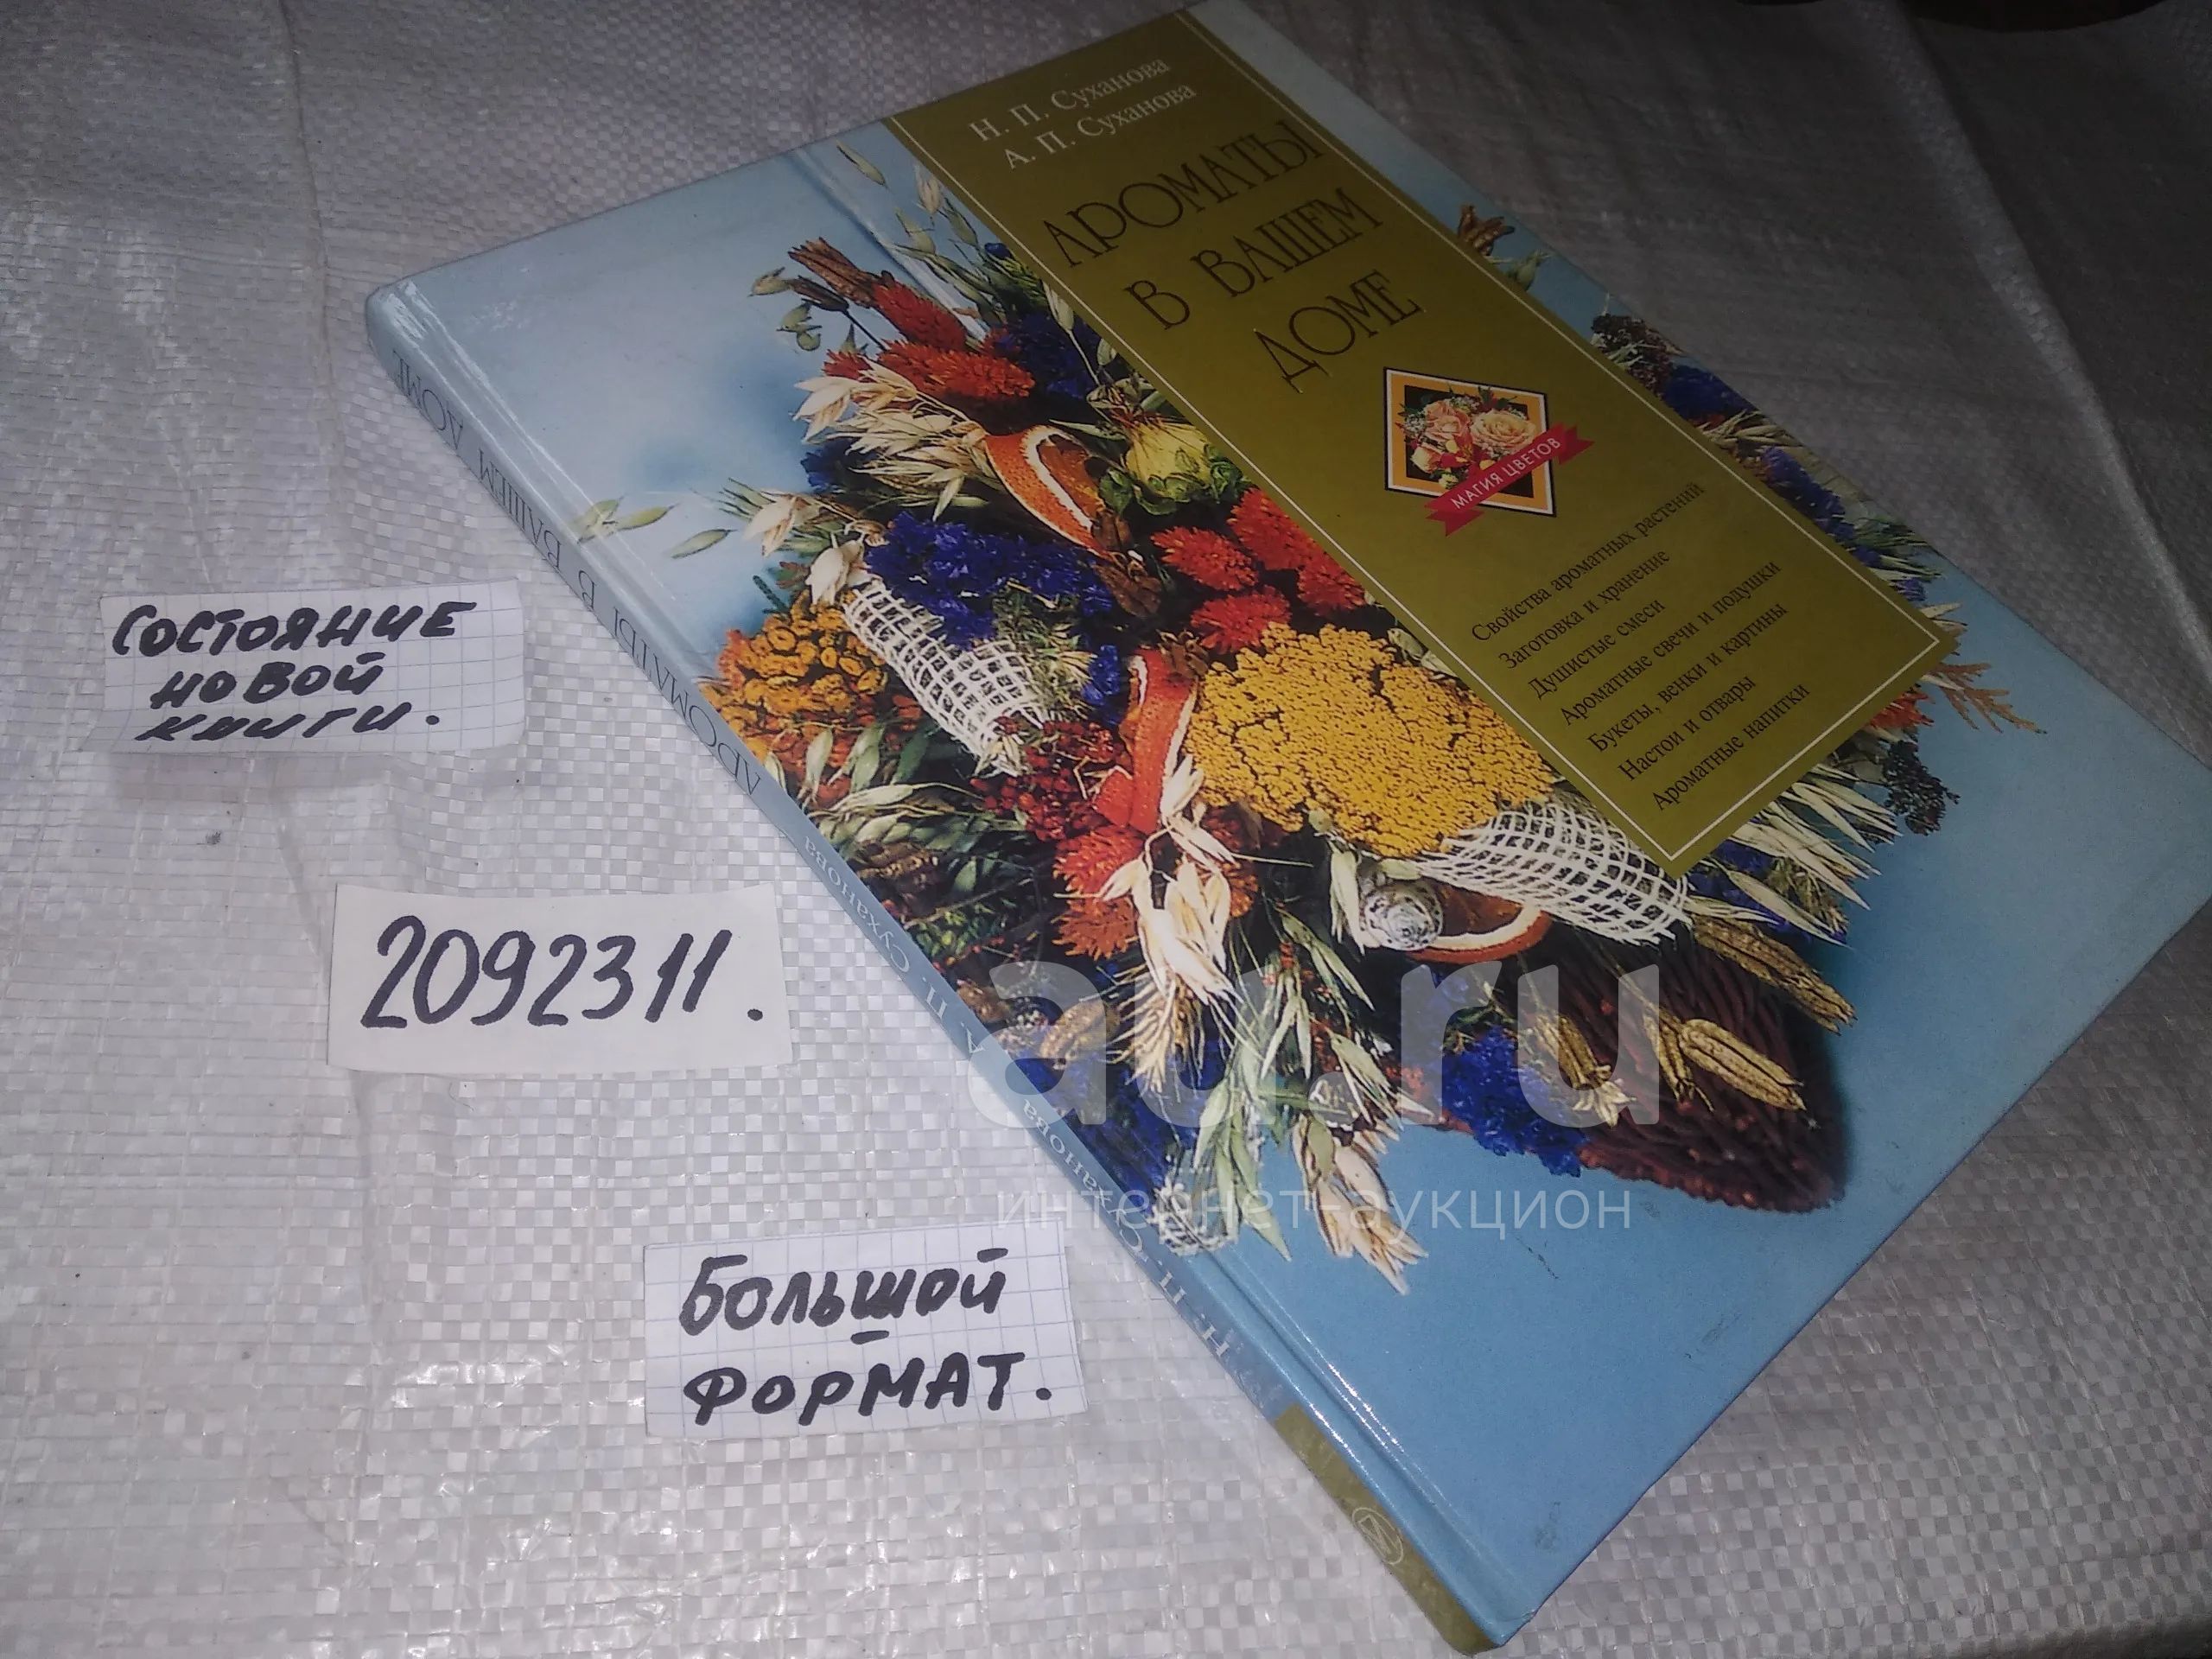 Н. П. Суханова
А. П. Суханова
АРОМАТЫ
В ВАШЕМ
ДОМЕ
МАГИЯ ЦВЕТОВ
Свойства ароматных растений
Заготовка и хранение
Душистые смеси
Ароматные свечи и подушки
Букеты, венки и картины
Настои и отвары
Ароматные напитки
Н. П. Суханова А. П. Суханова АРОМАТЫ В ВАШЕМ ДОМЕ
СОСТОЯНИЕ
НОВОЙ
КНИГИ.
2092311.
БОЛЬШОЙ
ФОРМАТ.
au.ru
интернет-аукцион